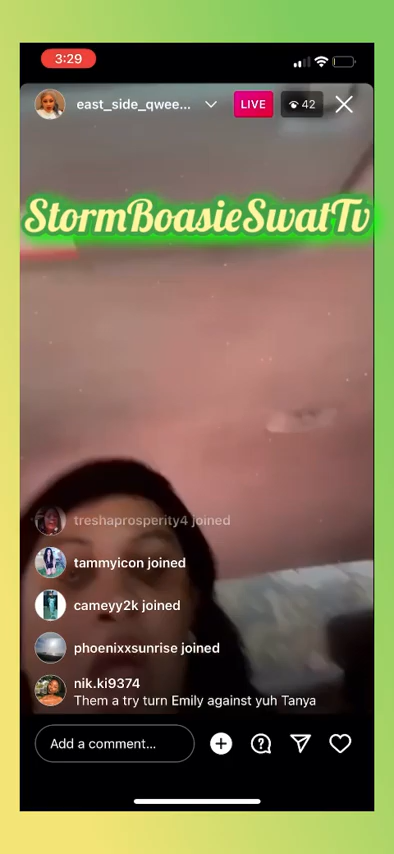 3:29
east_side_qwee...
LIVE
42
StormBoasieSwatTv
treshaprosperity4 joined
tammyicon joined
cameyy2k joined
phoenixxsunrise joined
nik.ki9374
Them a try turn Emily against yuh Tanya
Add a comment...